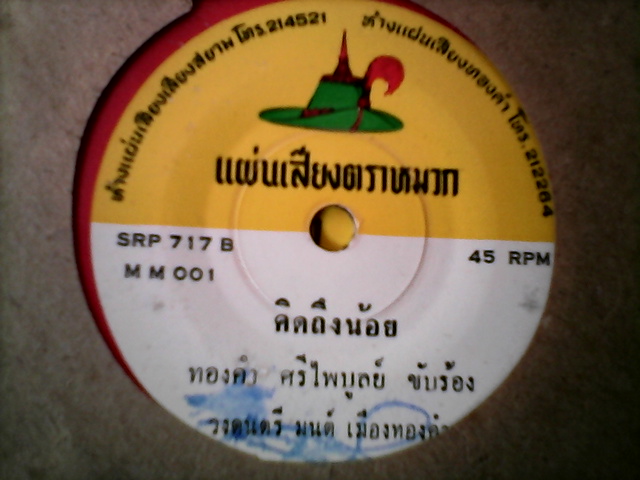 ห้างแผ่นเสียงเสียงสยาม โทร.214521
ห้างแผ่นเสียงทองคำ โทร. 212284
แผ่นเสียงตราหมวก
SRP 717 B
45 RPM
M M 001
คิดถึงน้อย
ทองคำ ศรีไพบูลย์ ขับร้อง
วงดนตรี มนต์ เมืองทองคำ